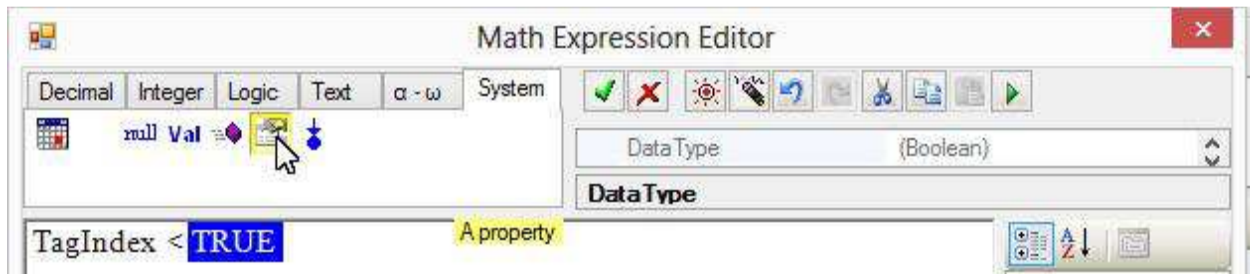 Math Expression Editor
Decimal Integer Logic Text α - ω System
null Val
DataType (Boolean)
DataType
A property
TagIndex < TRUE
A
Z